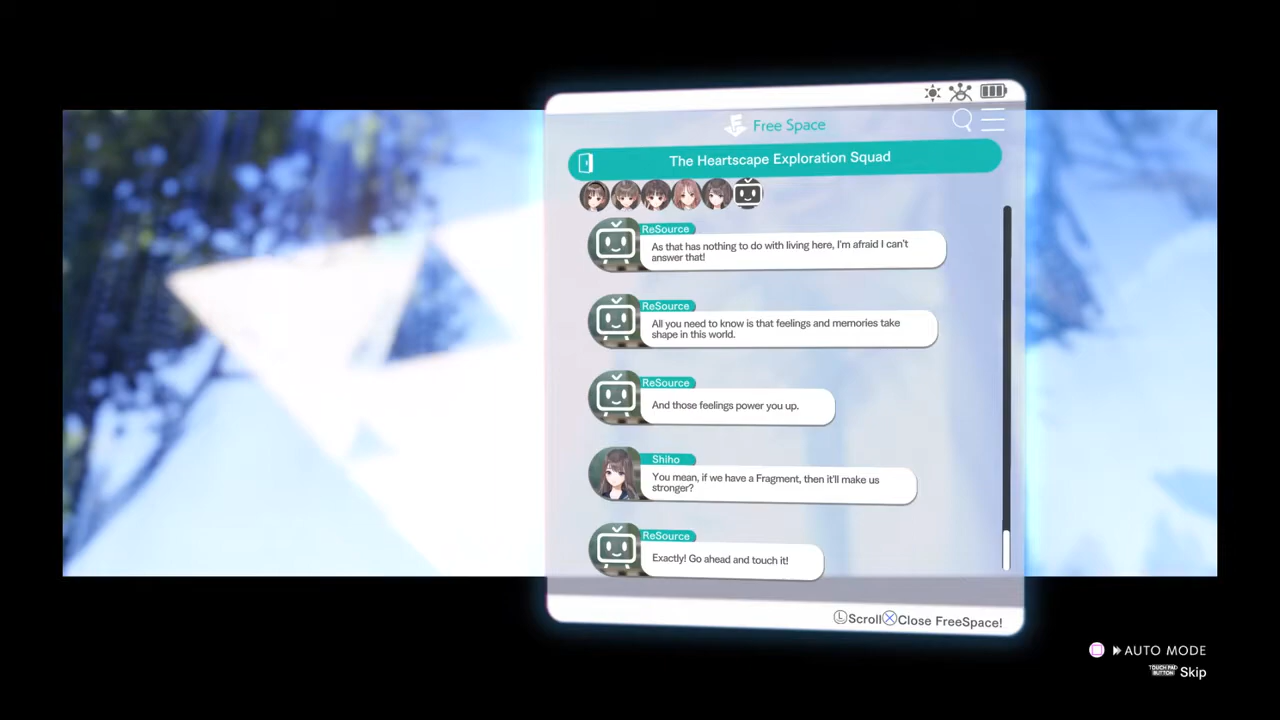 Free Space
The Heartscape Exploration Squad
ReSource
As that has nothing to do with living here, I'm afraid I can't
answer that!
ReSource
All you need to know is that feelings and memories take
shape in this world.
ReSource
And those feelings power you up.
Shiho
You mean, if we have a Fragment, then it'll make us
stronger?
ReSource
Exactly! Go ahead and touch it!
L Scroll X Close FreeSpace!
AUTO MODE
TOUCH PAD
BUTTON Skip